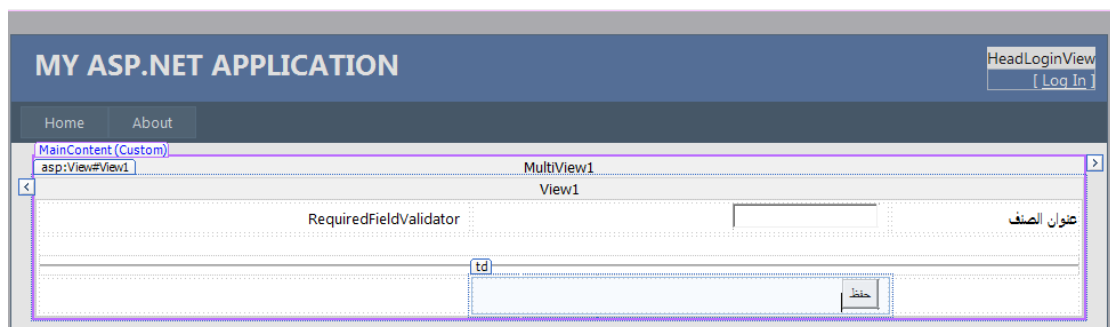 MY ASP.NET APPLICATION
HeadLoginView
[ Log In ]
Home About
MainContent (Custom)
asp:View#View1
MultiView1
View1
عنوان الصنف
RequiredFieldValidator
td
حفظ